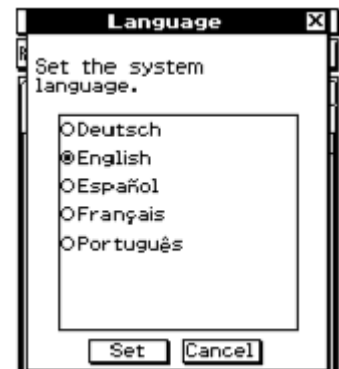 Language
Set the system
language.
Deutsch
English
Español
Français
Português
Set Cancel